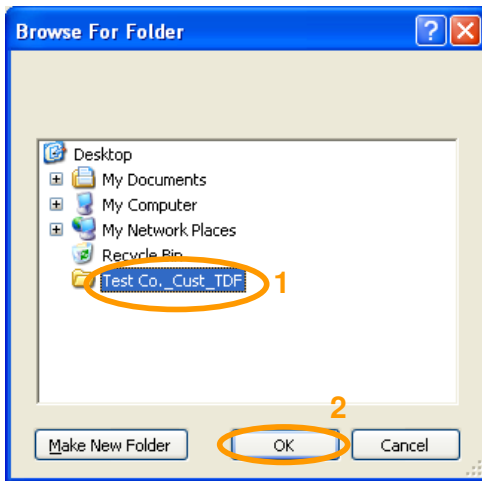 Browse For Folder
Desktop
My Documents
My Computer
My Network Places
Recycle Bin
Test Co._Cust_TDF
1
2
Make New Folder
OK
Cancel